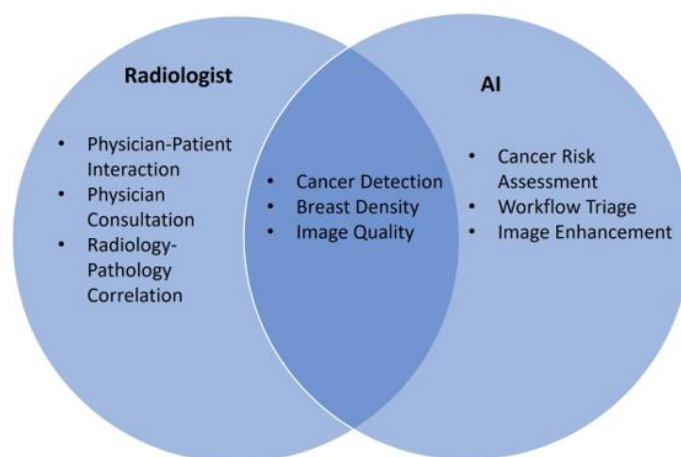 Radiologist
• Physician-Patient
Interaction
• Physician
Consultation
• Radiology-
Pathology
Correlation
• Cancer Detection
• Breast Density
• Image Quality
AI
• Cancer Risk
Assessment
• Workflow Triage
• Image Enhancement